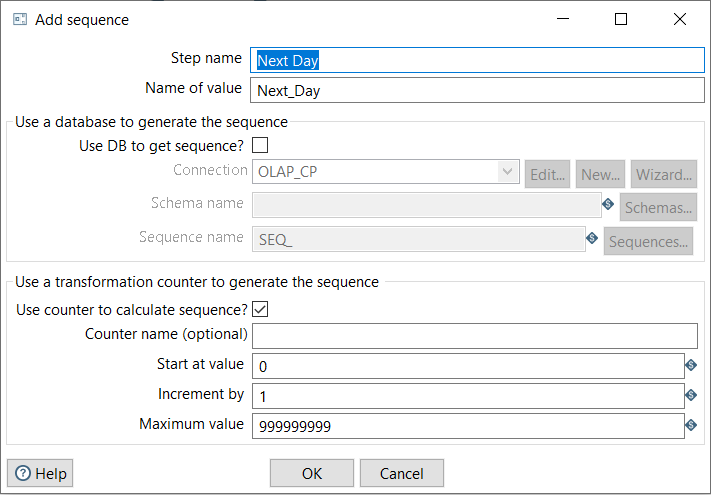 Add sequence
Step name Next Day
Name of value Next_Day
Use a database to generate the sequence
Use DB to get sequence?
Connection OLAP_CP Edit... New... Wizard...
Schema name Schemas...
Sequence name SEQ_ Sequences...
Use a transformation counter to generate the sequence
Use counter to calculate sequence?
Counter name (optional)
Start at value 0
Increment by 1
Maximum value 999999999
Help OK Cancel